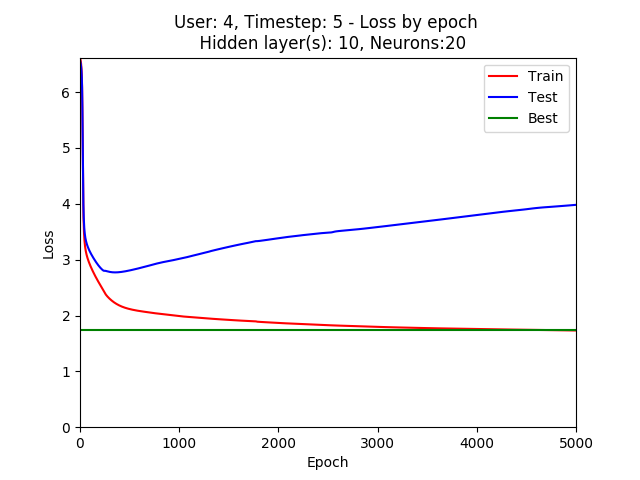 User: 4, Timestep: 5 - Loss by epoch
Hidden layer(s): 10, Neurons:20
Train
Test
Best
6
5
4
3
2
1
0
Loss
0
1000
2000
3000
4000
5000
Epoch